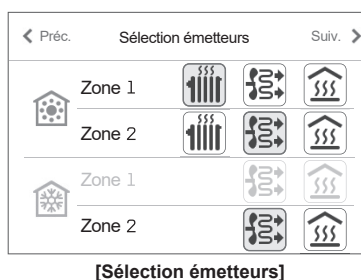 Préc. Sélection émetteurs Suiv.
Zone 1
Zone 2
Zone 1
Zone 2
[Sélection émetteurs]